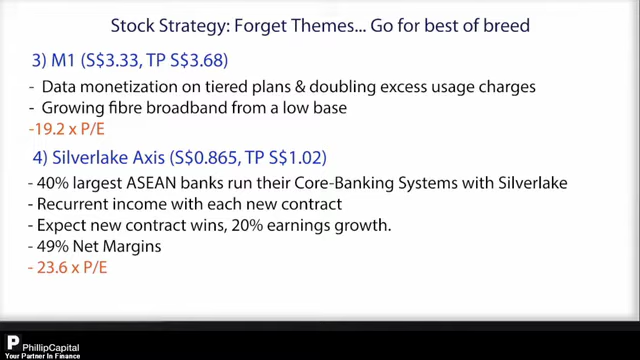 Stock Strategy: Forget Themes... Go for best of breed
3) M1 (S$3.33, TP S$3.68)
- Data monetization on tiered plans & doubling excess usage charges
- Growing fibre broadband from a low base
-19.2 x P/E
4) Silverlake Axis (S$0.865, TP S$1.02)
- 40% largest ASEAN banks run their Core-Banking Systems with Silverlake
- Recurrent income with each new contract
- Expect new contract wins, 20% earnings growth.
- 49% Net Margins
- 23.6 x P/E
P PhillipCapital
Your Partner In Finance